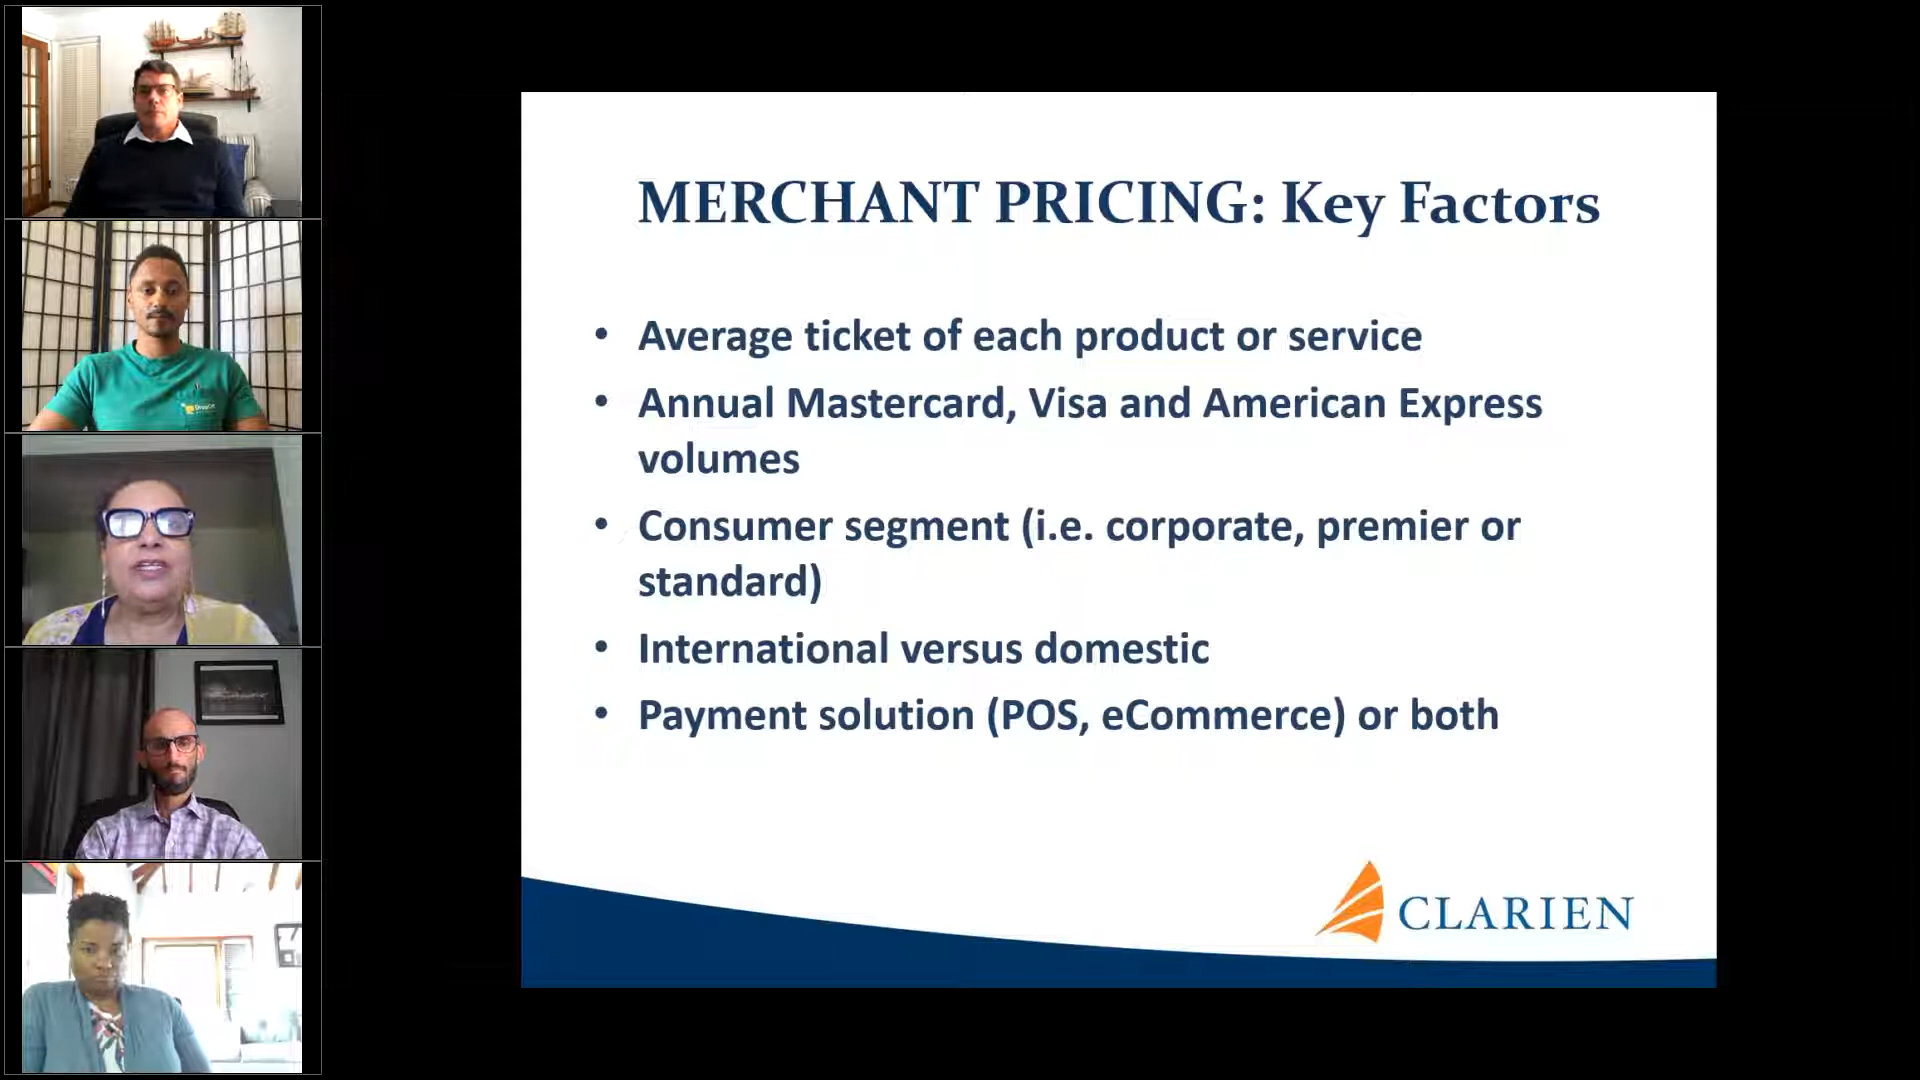 MERCHANT PRICING: Key Factors
• Average ticket of each product or service
• Annual Mastercard, Visa and American Express
volumes
• Consumer segment (i.e. corporate, premier or
standard)
• International versus domestic
• Payment solution (POS, eCommerce) or both
CLARIEN